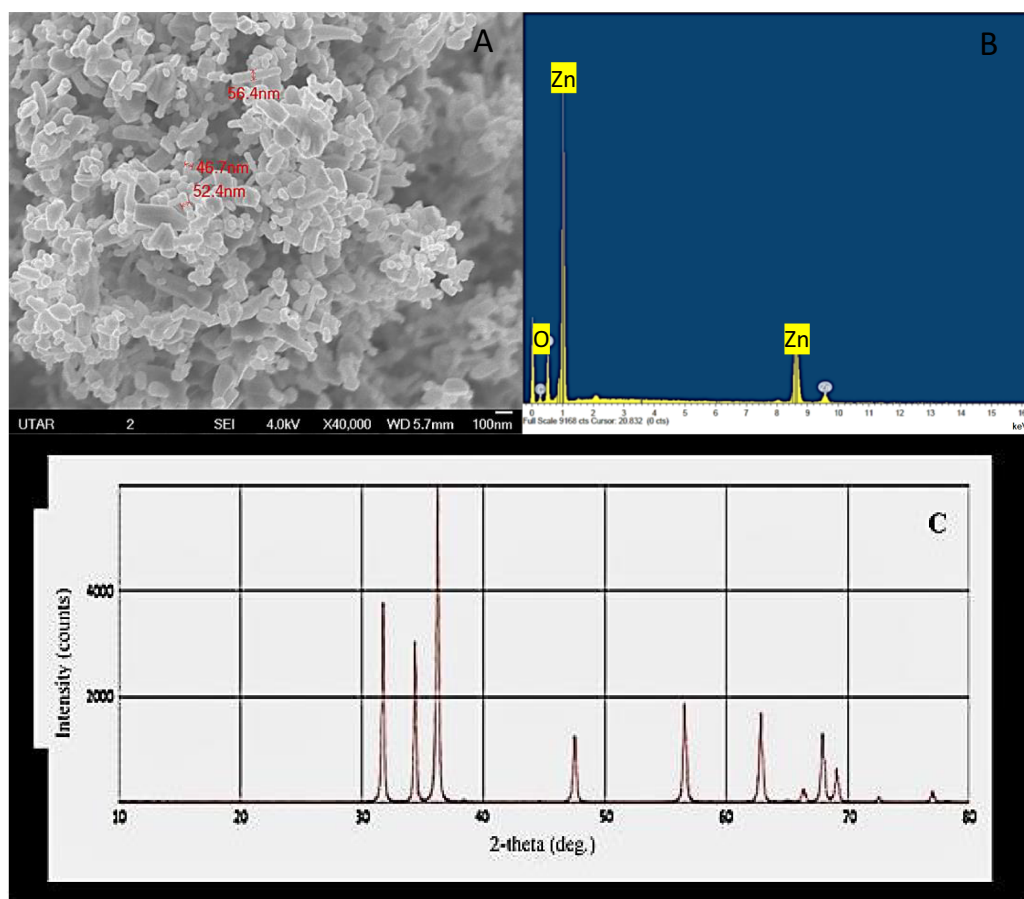 A
56.4nm
46.7nm
52.4nm
UTAR 2 SEI 4.0kV X40,000 WD 5.7mm 100nm
B
Zn
O
Zn
0 1 2 3 4 5 6 7 8 9 10 11 12 13 14 15 16
Full Scale 9168 cts Cursor: 20.832 (0 cts)
keV
C
4000
2000
Intensity (counts)
10 20 30 40 50 60 70 80
2-theta (deg.)